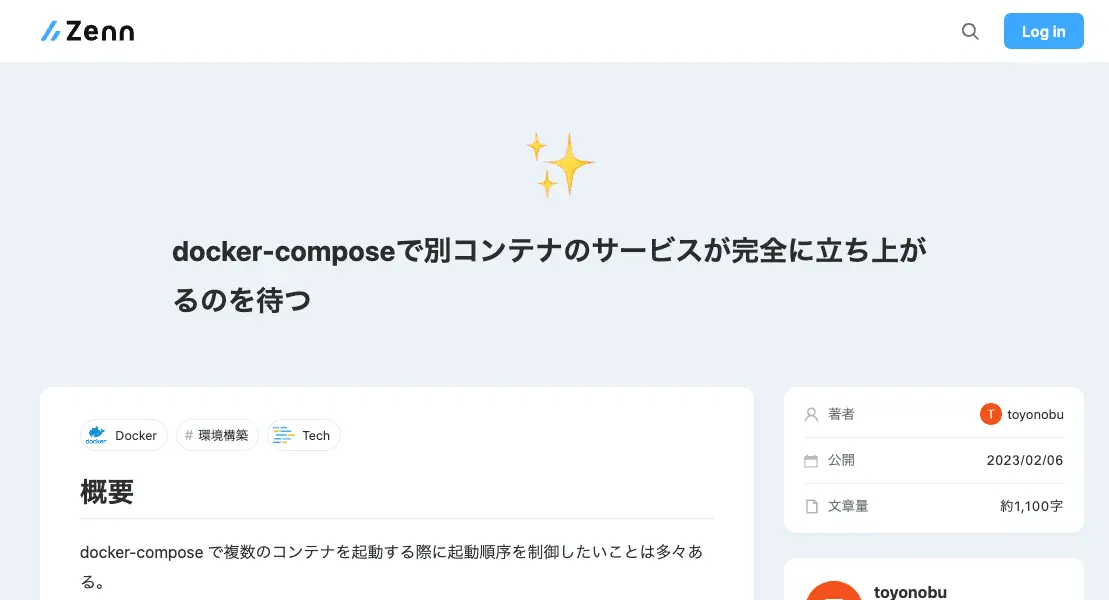 Zenn
Log in
docker-composeで別コンテナのサービスが完全に立ち上が
るのを待つ
Docker
# 環境構築
Tech
概要
docker-compose で複数のコンテナを起動する際に起動順序を制御したいことは多々あ
る。
著者
T toyonobu
公開
2023/02/06
文章量
約1,100字
toyonobu